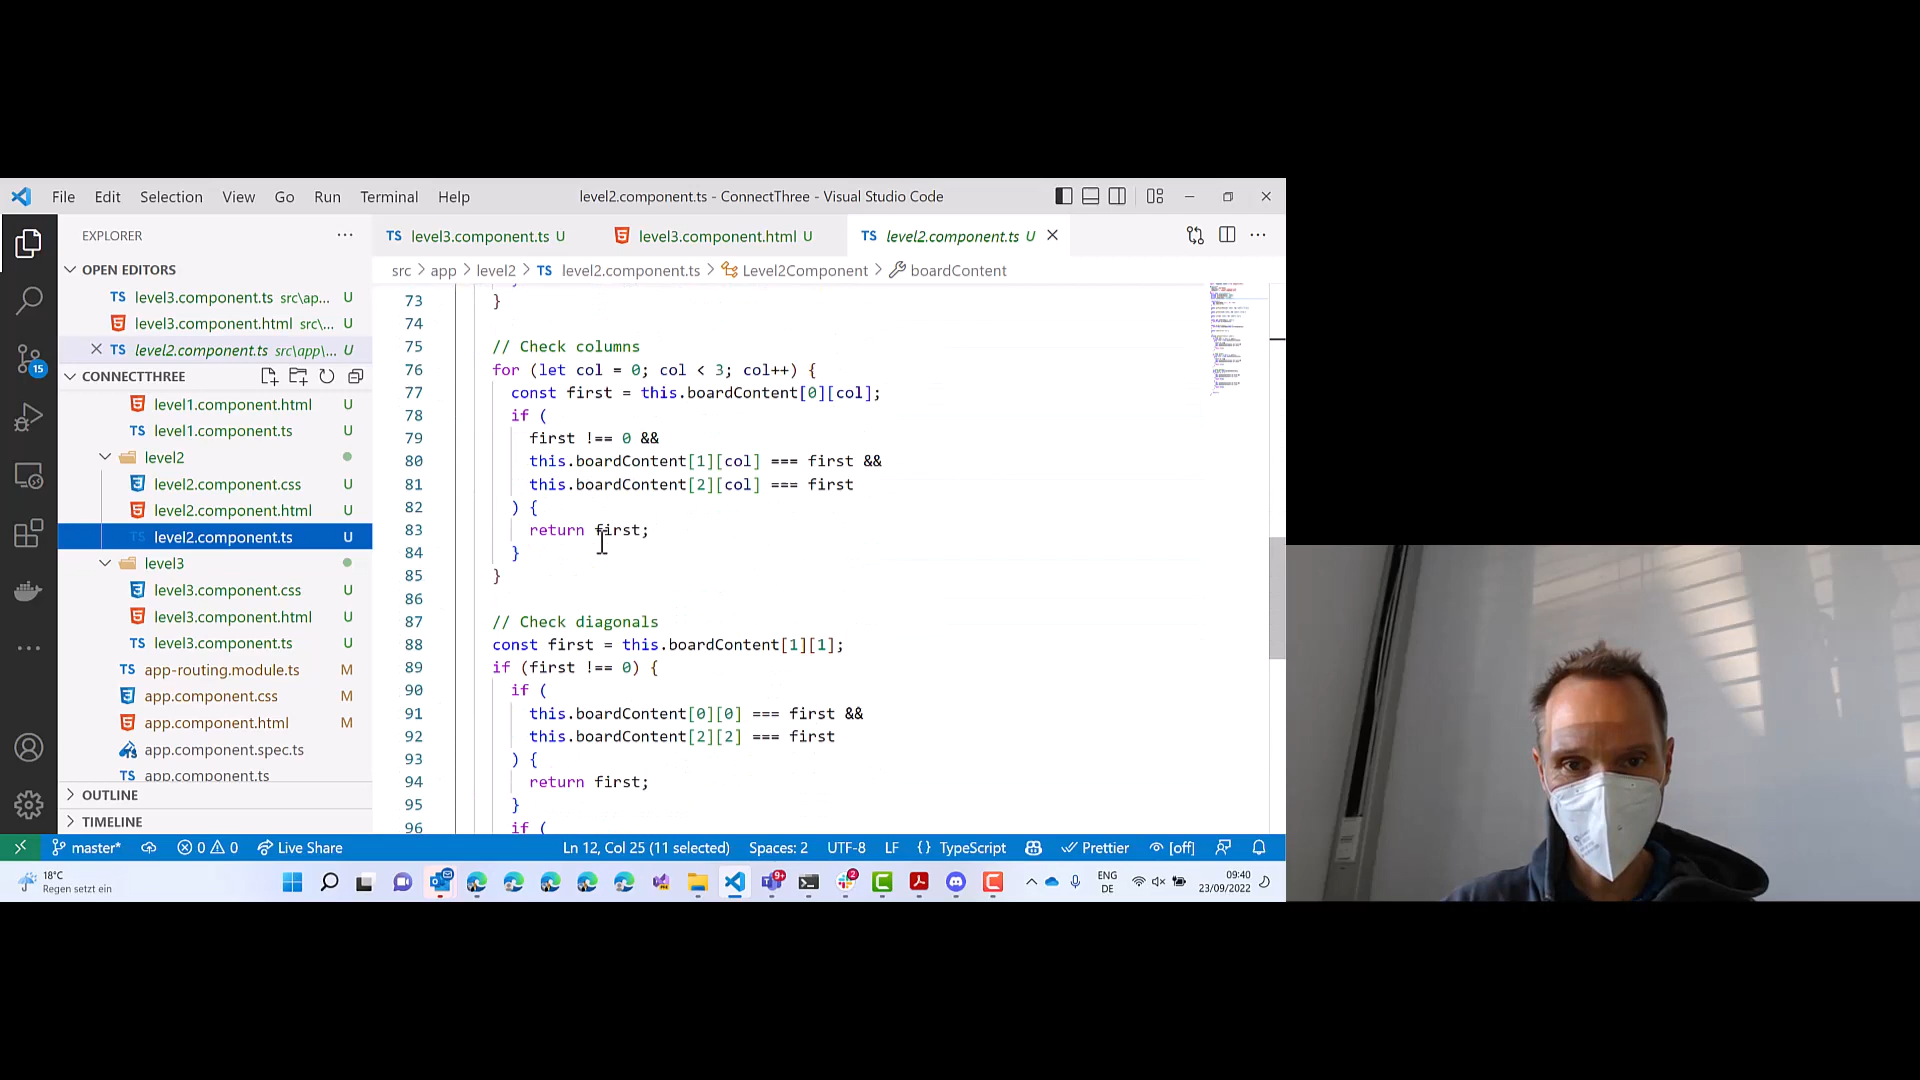 File Edit Selection View Go Run Terminal Help
level2.component.ts - ConnectThree - Visual Studio Code
EXPLORER
OPEN EDITORS
TS level3.component.ts src\ap... U
level3.component.html src\... U
TS level2.component.ts src\app\... U
CONNECTTHREE
level1.component.html U
TS level1.component.ts U
level2
level2.component.css U
level2.component.html U
TS level2.component.ts U
level3
level3.component.css U
level3.component.html U
TS level3.component.ts U
TS app-routing.module.ts M
app.component.css M
app.component.html M
app.component.spec.ts
TS app.component.ts
OUTLINE
TIMELINE
15
TS level3.component.ts U
level3.component.html U
TS level2.component.ts U
src > app > level2 > TS level2.component.ts > Level2Component > boardContent
73 }
74
75 // Check columns
76 for (let col = 0; col < 3; col++) {
77 const first = this.boardContent[0][col];
78 if (
79 first !== 0 &&
80 this.boardContent[1][col] === first &&
81 this.boardContent[2][col] === first
82 ) {
83 return first;
84 }
85 }
86
87 // Check diagonals
88 const first = this.boardContent[1][1];
89 if (first !== 0) {
90 if (
91 this.boardContent[0][0] === first &&
92 this.boardContent[2][2] === first
93 ) {
94 return first;
95 }
96 if (
master* 0 0 Live Share Ln 12, Col 25 (11 selected) Spaces: 2 UTF-8 LF {} TypeScript Prettier [off]
18°C
Regen setzt ein
9+
2
ENG
DE
09:40
23/09/2022